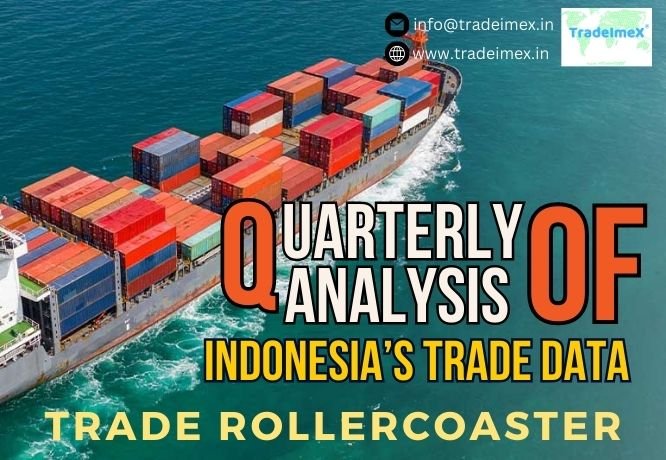 info@tradeimex.in
www.tradeimex.in
TradeImeX
QUARTERLY
ANALYSIS OF
INDONESIA'S TRADE DATA
TRADE ROLLERCOASTER